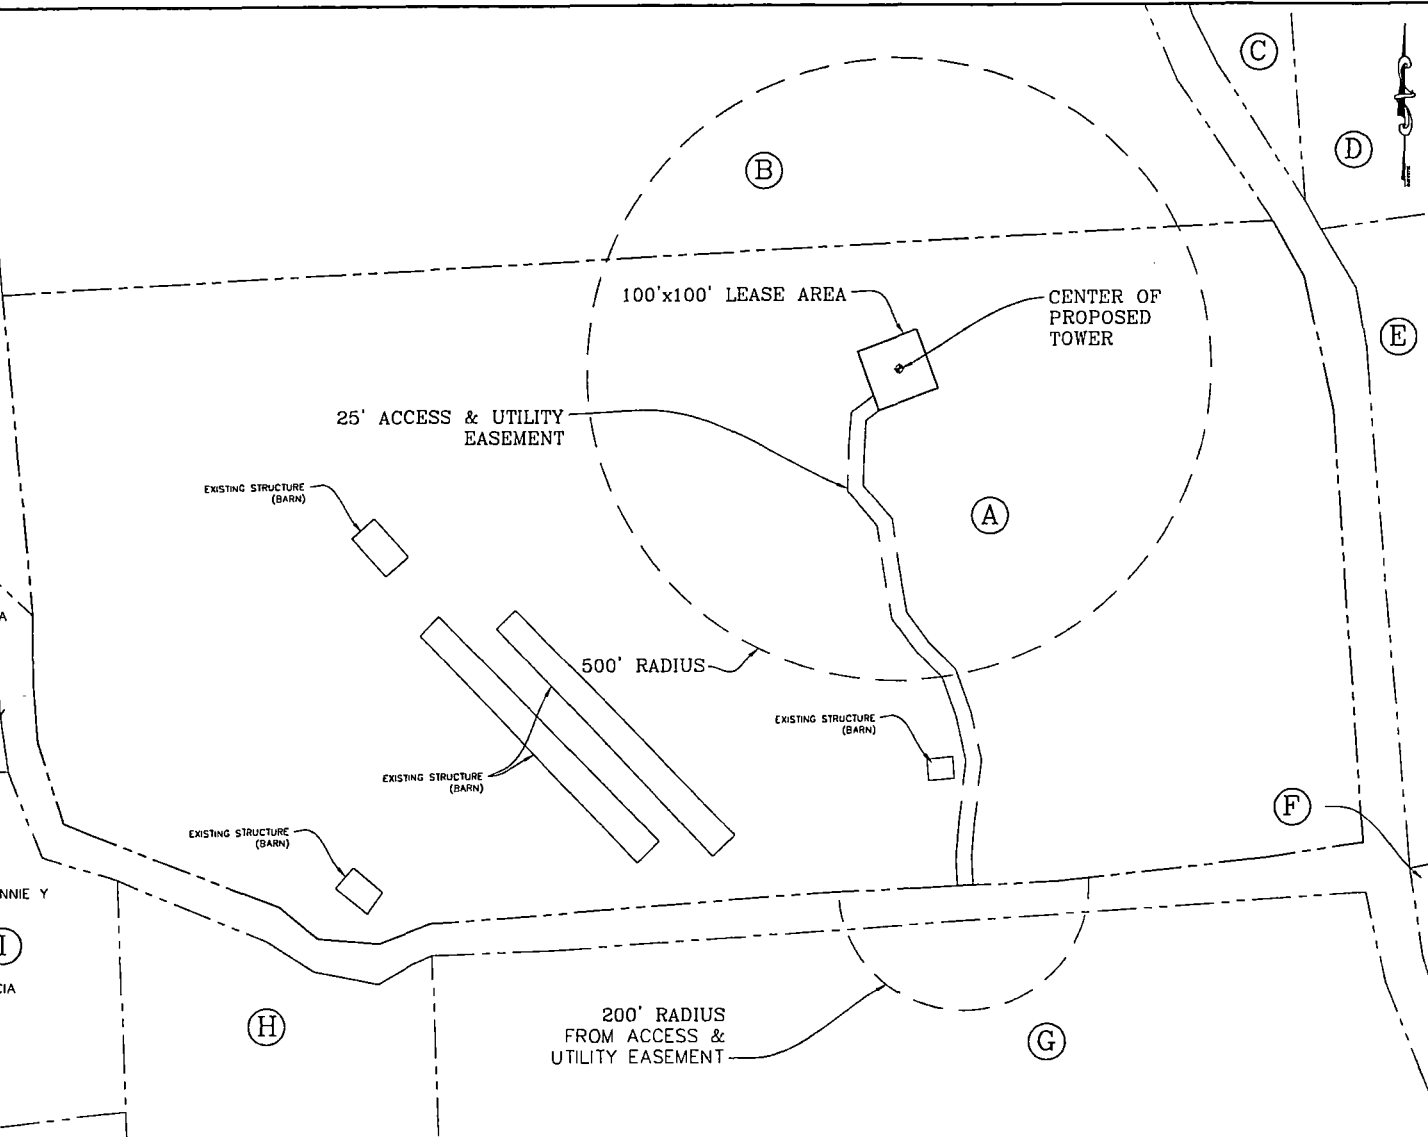 C
D
B
100'x100' LEASE AREA
CENTER OF
PROPOSED
TOWER
E
25' ACCESS & UTILITY
EASEMENT
EXISTING STRUCTURE
(BARN)
A
A
500' RADIUS
EXISTING STRUCTURE
(BARN)
EXISTING STRUCTURE
(BARN)
F
EXISTING STRUCTURE
(BARN)
NNIE Y
I
CIA
200' RADIUS
FROM ACCESS &
UTILITY EASEMENT
H
G